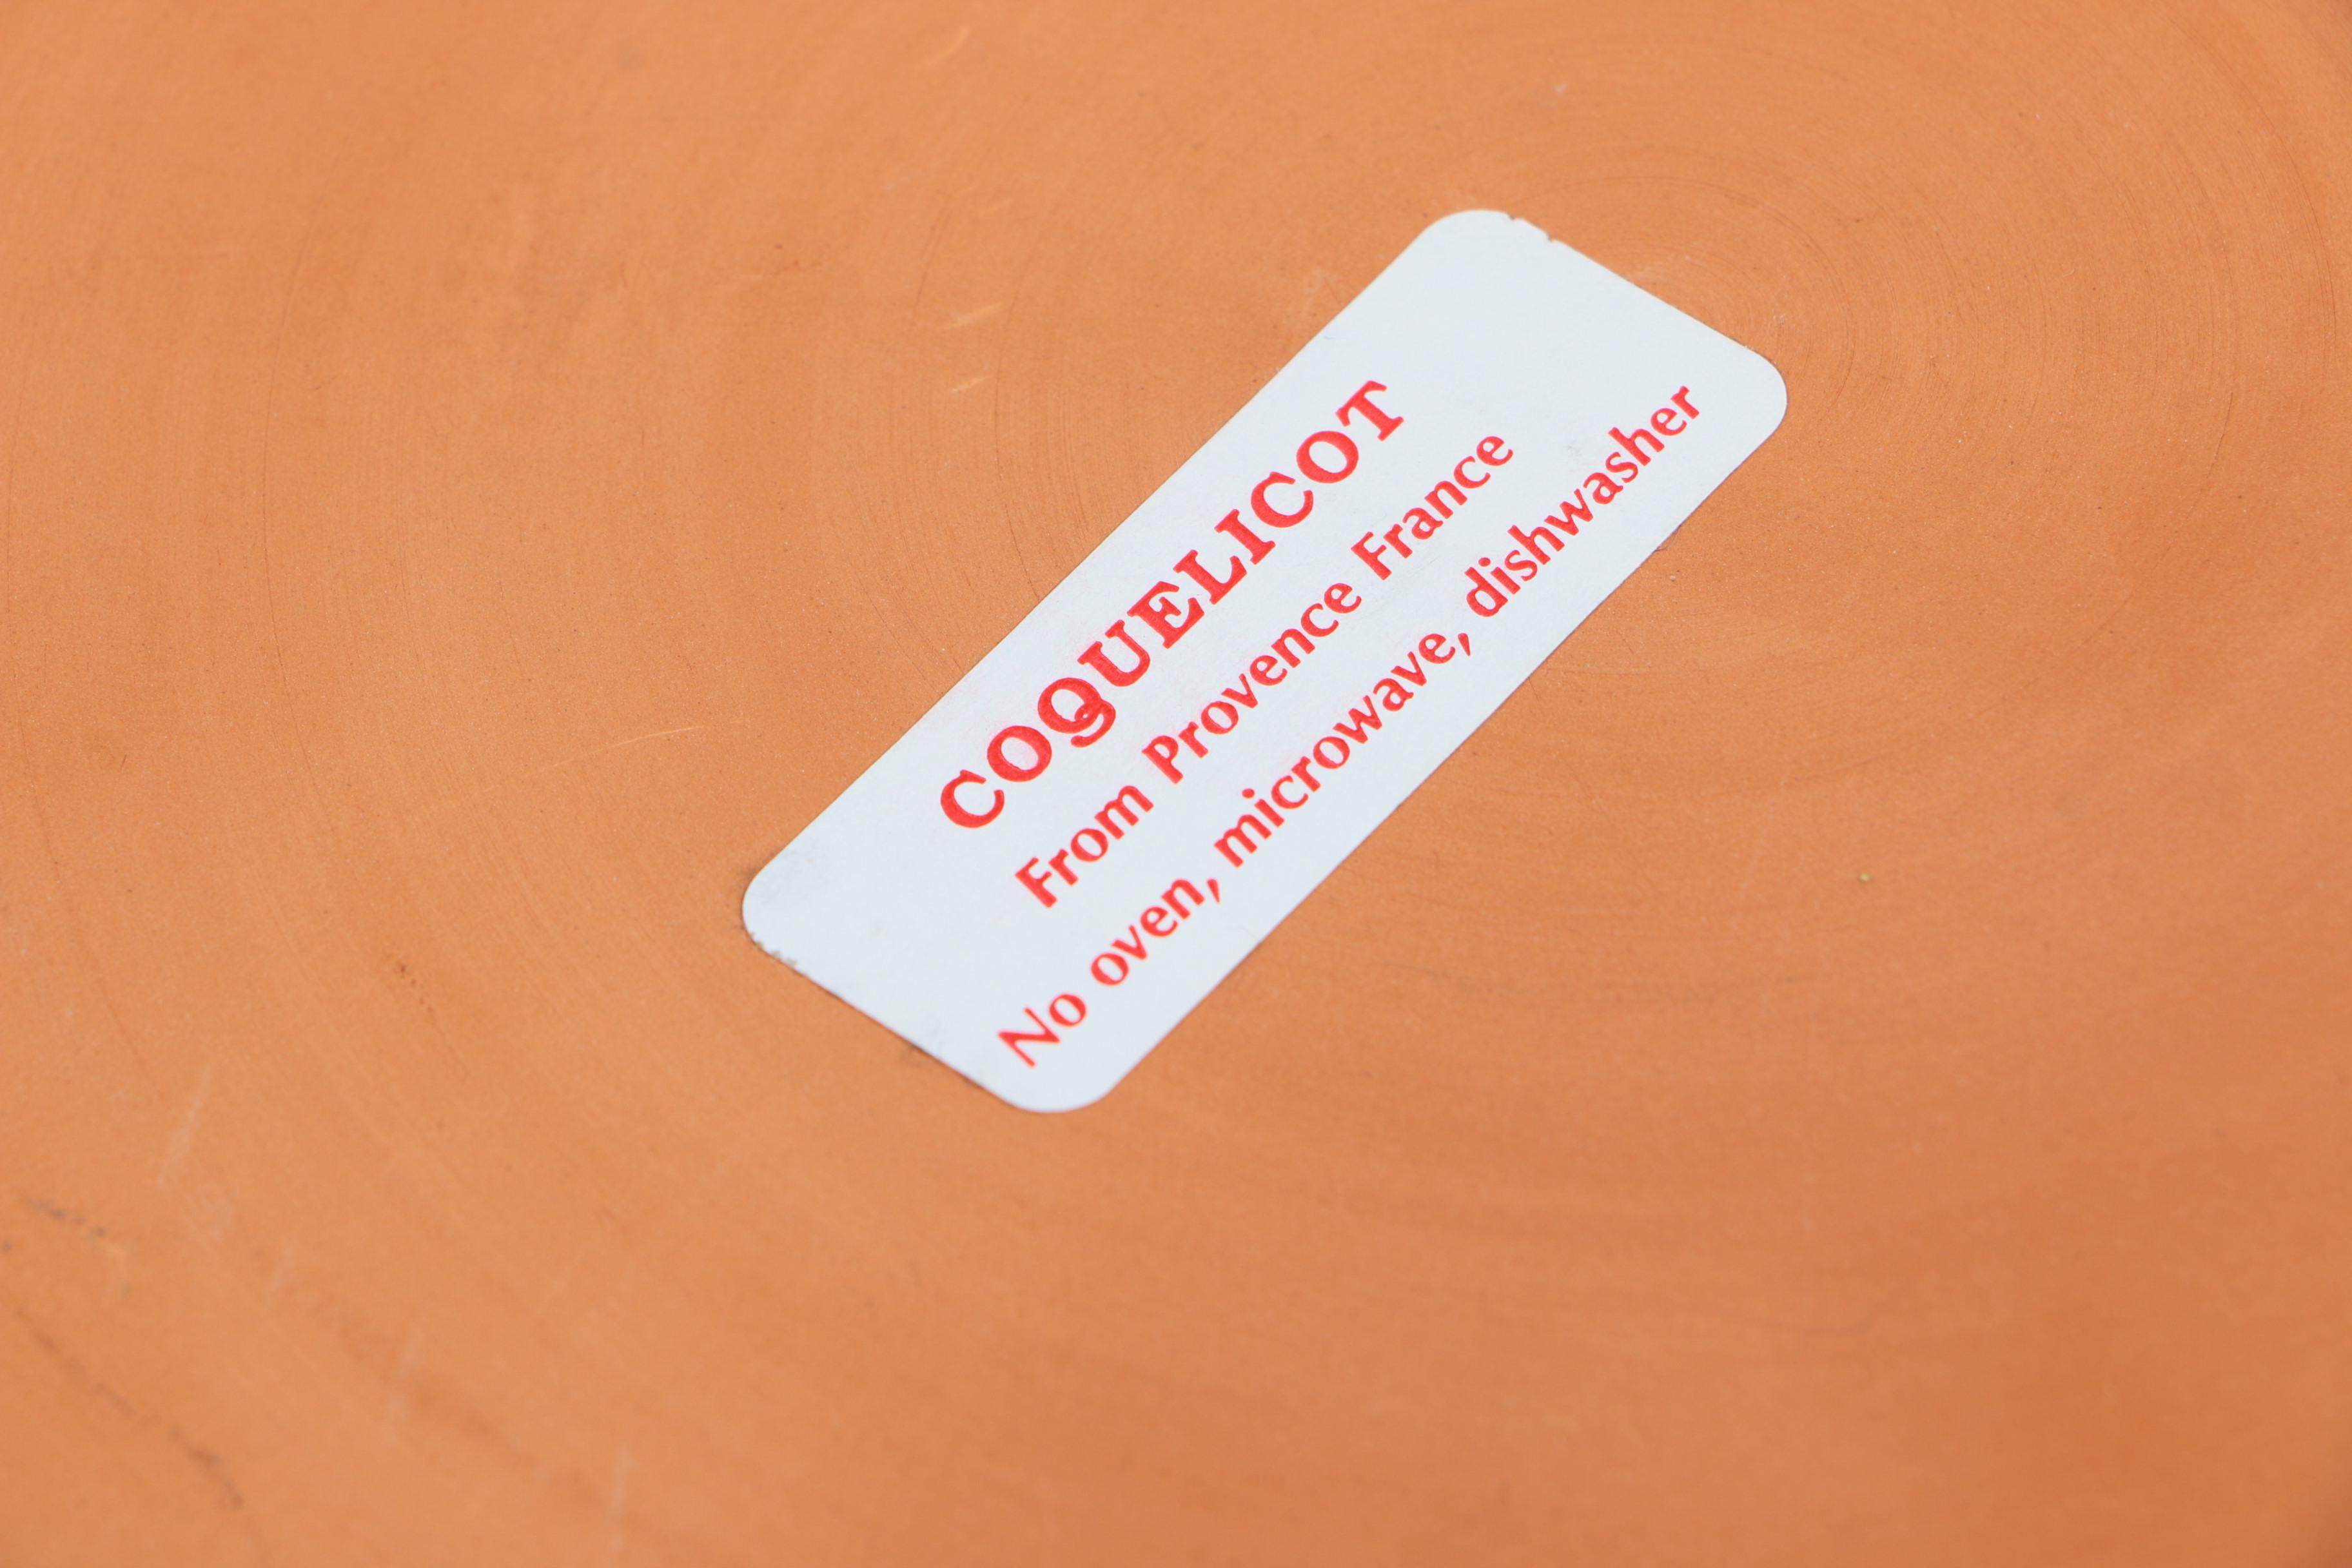 COQUELICOT
From Provence France
No oven, microwave, dishwasher